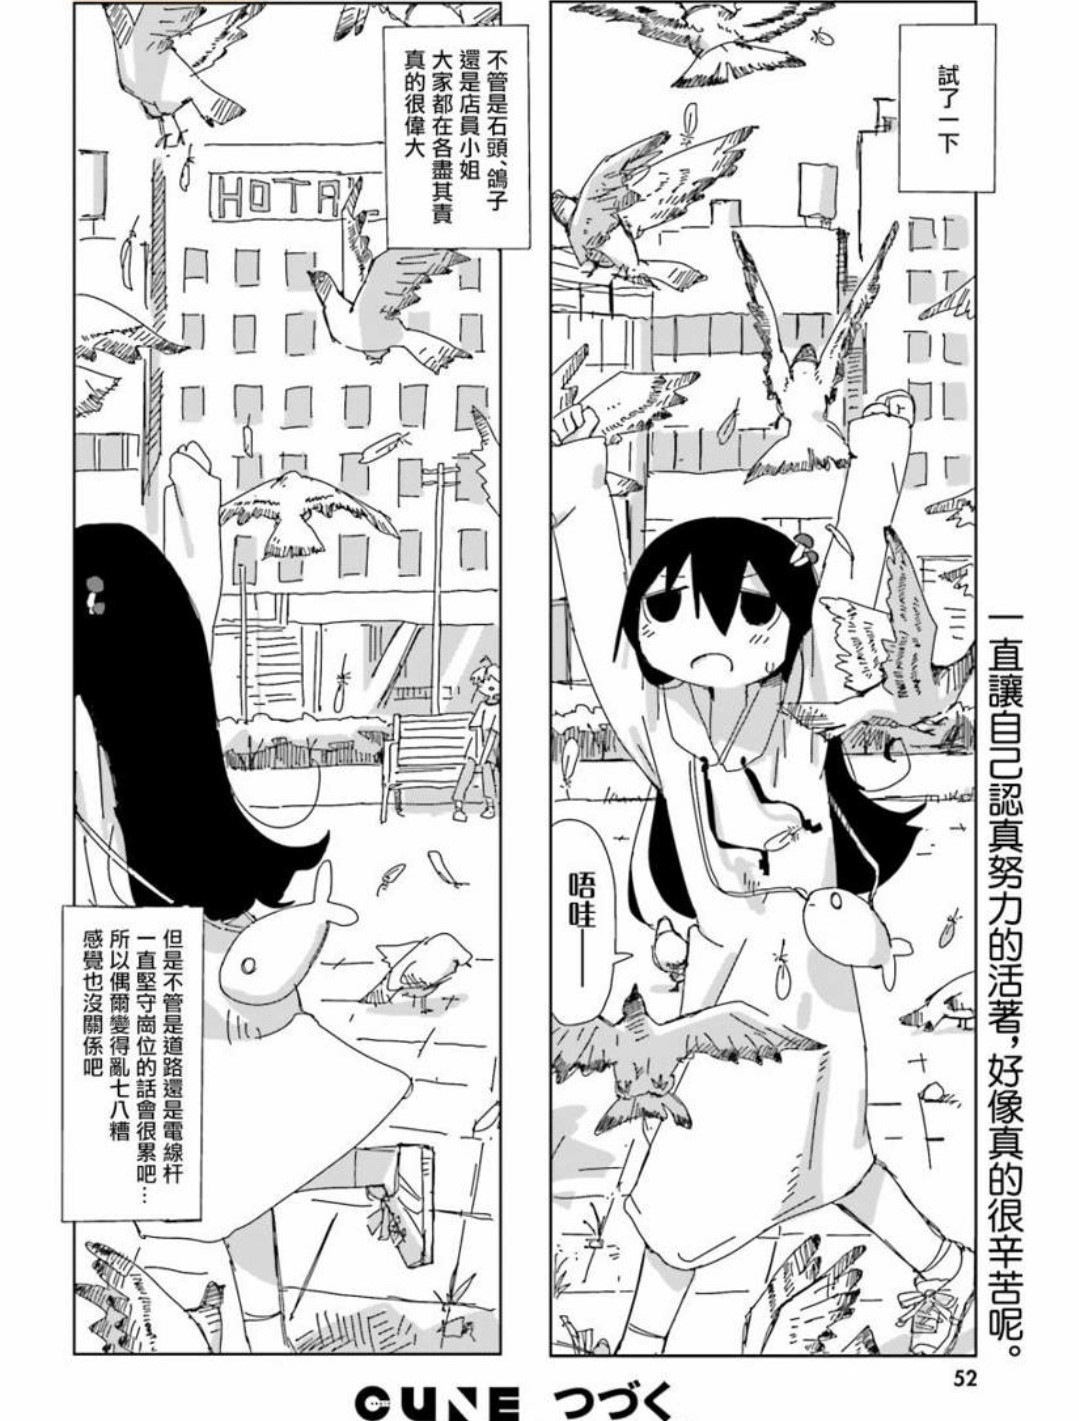 試了一下
唔哇—
不管是石頭、鴿子
還是店員小姐
大家都在各盡其責
真的很偉大
HOTA
但是不管是道路還是電線杆
一直堅守崗位的話會很累吧…
所以偶爾變得亂七八糟
感覺也沒關係吧
一直讓自己認真努力的活著，好像真的很辛苦呢。
52
CUNE つづく